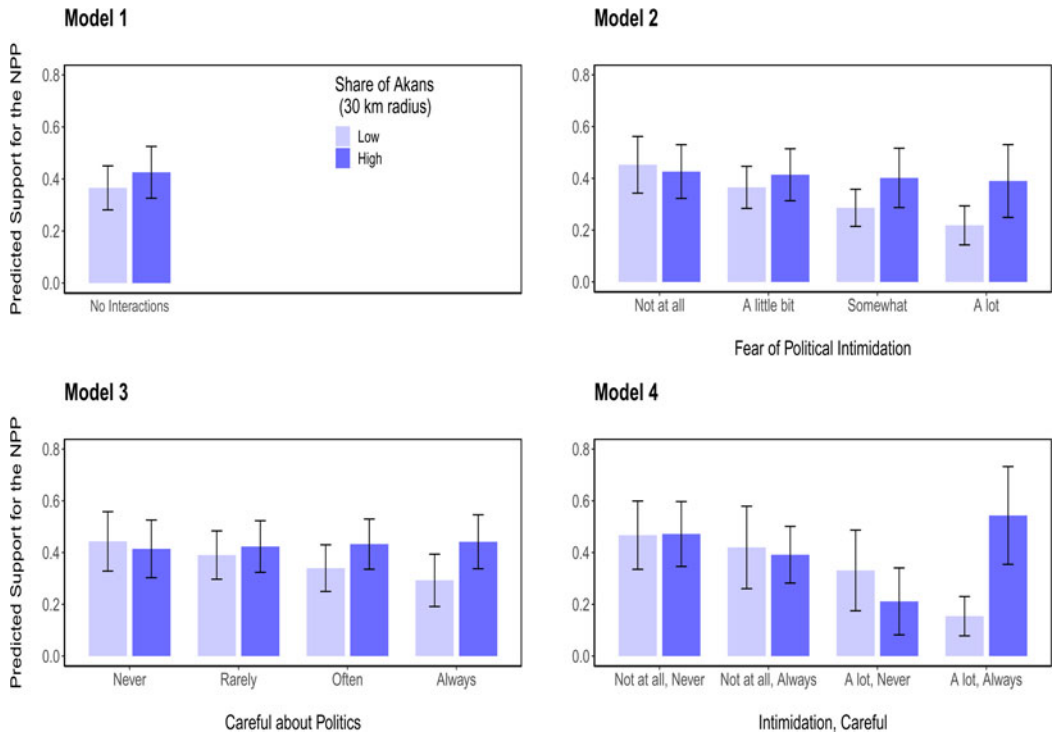 Model 1
Predicted Support for the NPP
0.8
0.6
0.4
0.2
0.0
Share of Akans
(30 km radius)
Low
High
No Interactions
Model 2
0.8
0.6
0.4
0.2
0.0
Not at all A little bit Somewhat A lot
Fear of Political Intimidation
Model 3
Predicted Support for the NPP
0.8
0.6
0.4
0.2
0.0
Never Rarely Often Always
Careful about Politics
Model 4
0.8
0.6
0.4
0.2
0.0
Not at all, Never Not at all, Always A lot, Never A lot, Always
Intimidation, Careful